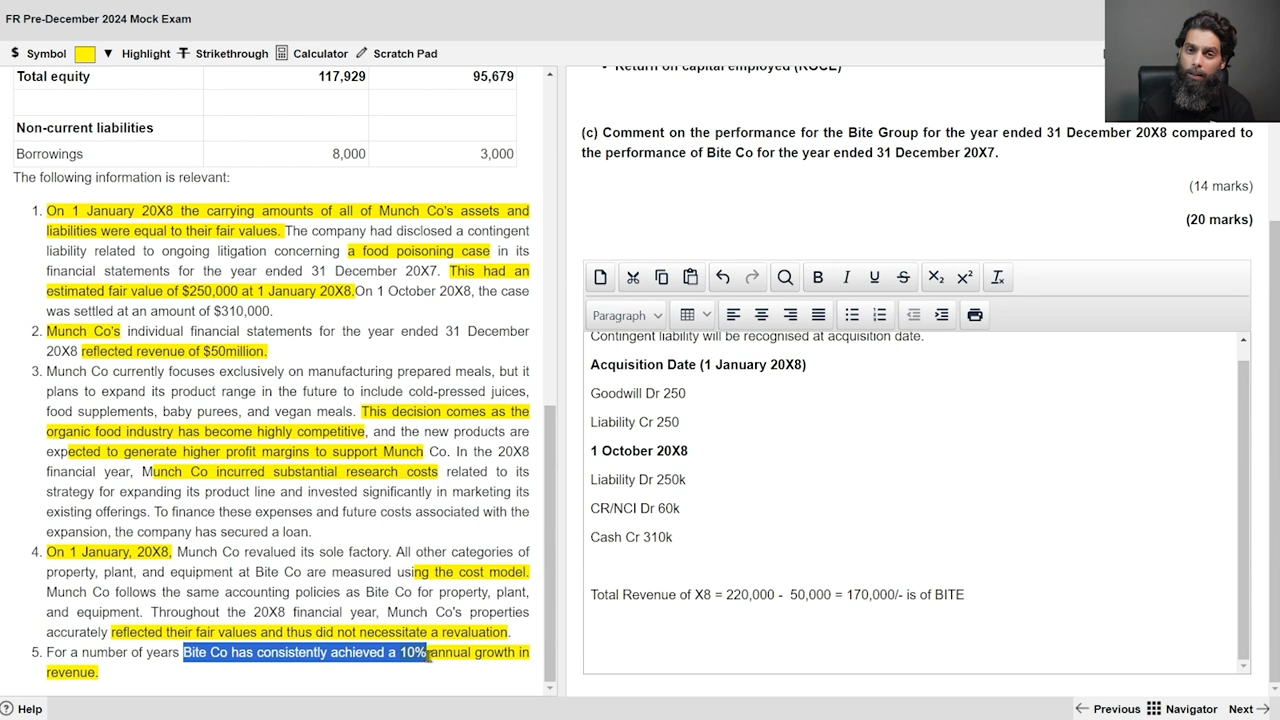 FR Pre-December 2024 Mock Exam
$ Symbol Highlight Strikethrough Calculator Scratch Pad
Total equity 117,929 95,679
Non-current liabilities
Borrowings 8,000 3,000
The following information is relevant:
1. On 1 January 20X8 the carrying amounts of all of Munch Co's assets and
liabilities were equal to their fair values. The company had disclosed a contingent
liability related to ongoing litigation concerning a food poisoning case in its
financial statements for the year ended 31 December 20X7. This had an
estimated fair value of $250,000 at 1 January 20X8.On 1 October 20X8, the case
was settled at an amount of $310,000.
2. Munch Co's individual financial statements for the year ended 31 December
20X8 reflected revenue of $50million.
3. Munch Co currently focuses exclusively on manufacturing prepared meals, but it
plans to expand its product range in the future to include cold-pressed juices,
food supplements, baby purees, and vegan meals. This decision comes as the
organic food industry has become highly competitive, and the new products are
expected to generate higher profit margins to support Munch Co. In the 20X8
financial year, Munch Co incurred substantial research costs related to its
strategy for expanding its product line and invested significantly in marketing its
existing offerings. To finance these expenses and future costs associated with the
expansion, the company has secured a loan.
4. On 1 January, 20X8, Munch Co revalued its sole factory. All other categories of
property, plant, and equipment at Bite Co are measured using the cost model.
Munch Co follows the same accounting policies as Bite Co for property, plant,
and equipment. Throughout the 20X8 financial year, Munch Co's properties
accurately reflected their fair values and thus did not necessitate a revaluation.
5. For a number of years Bite Co has consistently achieved a 10% annual growth in
revenue.
• Return on capital employed (ROCE)
(c) Comment on the performance for the Bite Group for the year ended 31 December 20X8 compared to
the performance of Bite Co for the year ended 31 December 20X7.
(14 marks)
(20 marks)
B I U S X₂ X² Tx
Paragraph
Contingent liability will be recognised at acquisition date.
Acquisition Date (1 January 20X8)
Goodwill Dr 250
Liability Cr 250
1 October 20X8
Liability Dr 250k
CR/NCI Dr 60k
Cash Cr 310k
Total Revenue of X8 = 220,000 - 50,000 = 170,000/- is of BITE
Help
Previous Navigator Next